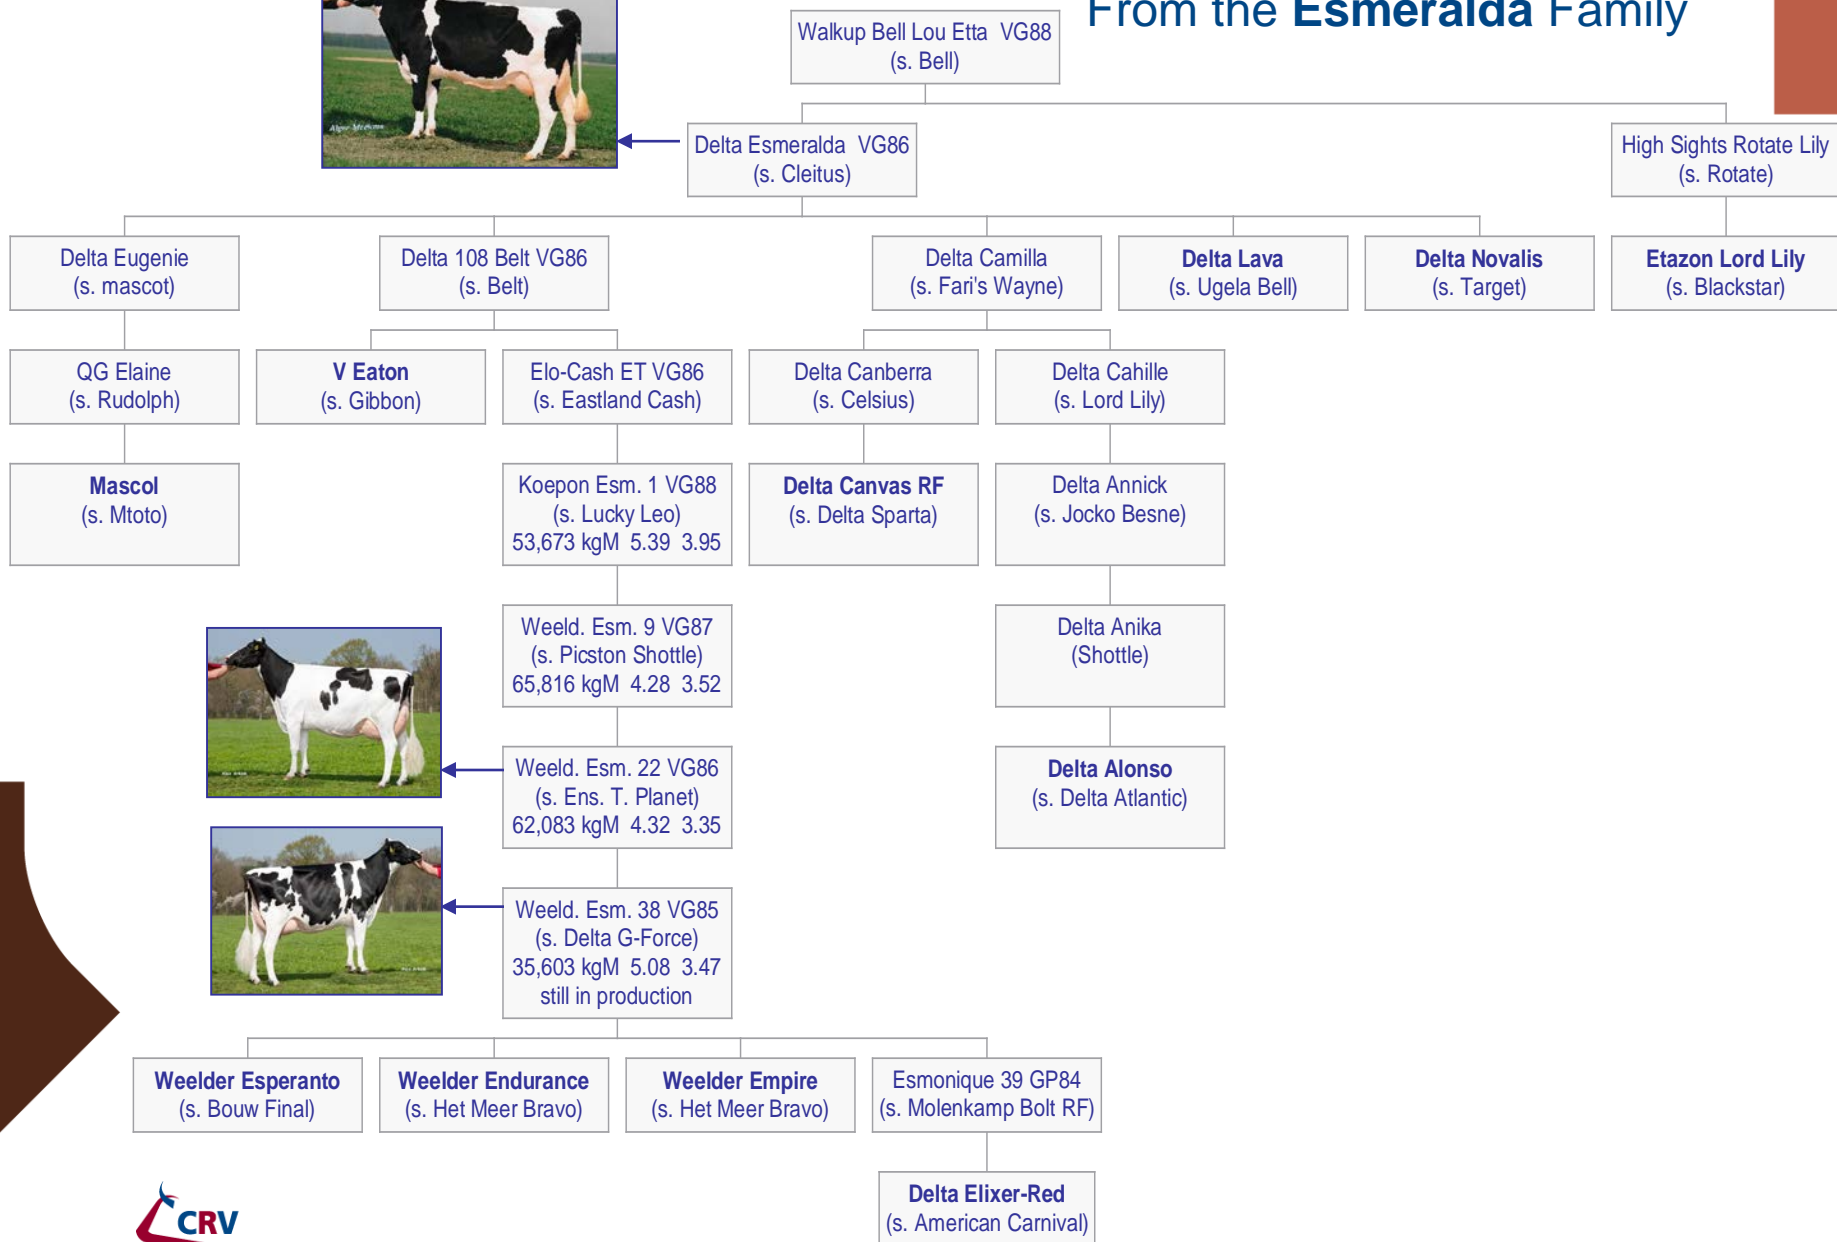 From the Esmeralda Family
Walkup Bell Lou Etta VG88
(s. Bell)
Delta Esmeralda VG86
(s. Cleitus)
High Sights Rotate Lily
(s. Rotate)
Delta Eugenie
(s. mascot)
Delta 108 Belt VG86
(s. Belt)
Delta Camilla
(s. Fari's Wayne)
Delta Lava
(s. Ugela Bell)
Delta Novalis
(s. Target)
Etazon Lord Lily
(s. Blackstar)
QG Elaine
(s. Rudolph)
V Eaton
(s. Gibbon)
Elo-Cash ET VG86
(s. Eastland Cash)
Delta Canberra
(s. Celsius)
Delta Cahille
(s. Lord Lily)
Mascol
(s. Mtoto)
Koepon Esm. 1 VG88
(s. Lucky Leo)
53,673 kgM 5.39 3.95
Delta Canvas RF
(s. Delta Sparta)
Delta Annick
(s. Jocko Besne)
Weeld. Esm. 9 VG87
(s. Picston Shottle)
65,816 kgM 4.28 3.52
Delta Anika
(Shottle)
Weeld. Esm. 22 VG86
(s. Ens. T. Planet)
62,083 kgM 4.32 3.35
Delta Alonso
(s. Delta Atlantic)
Weeld. Esm. 38 VG85
(s. Delta G-Force)
35,603 kgM 5.08 3.47
still in production
Weelder Esperanto
(s. Bouw Final)
Weelder Endurance
(s. Het Meer Bravo)
Weelder Empire
(s. Het Meer Bravo)
Esmonique 39 GP84
(s. Molenkamp Bolt RF)
Delta Elixer-Red
(s. American Carnival)
CRV